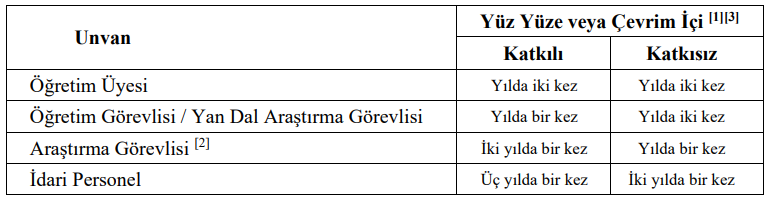 Unvan
Yüz Yüze veya Çevrim İçi [1][3]
Katkılı Katkısız
Öğretim Üyesi Yılda iki kez Yılda iki kez
Öğretim Görevlisi / Yan Dal Araştırma Görevlisi Yılda bir kez Yılda iki kez
Araştırma Görevlisi [2] İki yılda bir kez Yılda bir kez
İdari Personel Üç yılda bir kez İki yılda bir kez